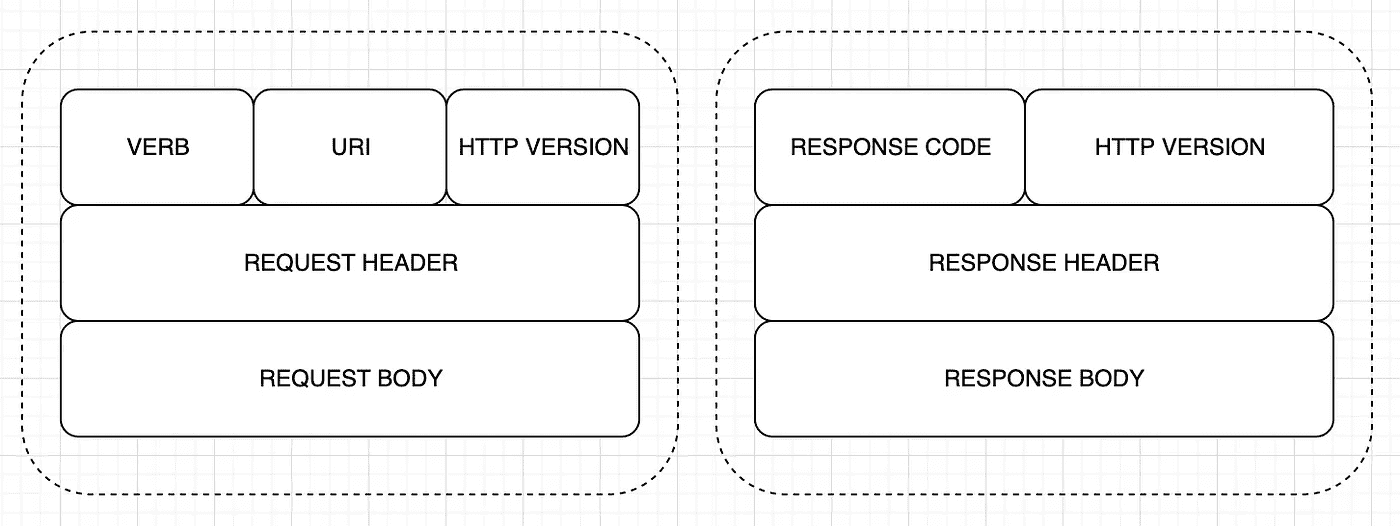 VERB URI HTTP VERSION
REQUEST HEADER
REQUEST BODY
RESPONSE CODE HTTP VERSION
RESPONSE HEADER
RESPONSE BODY